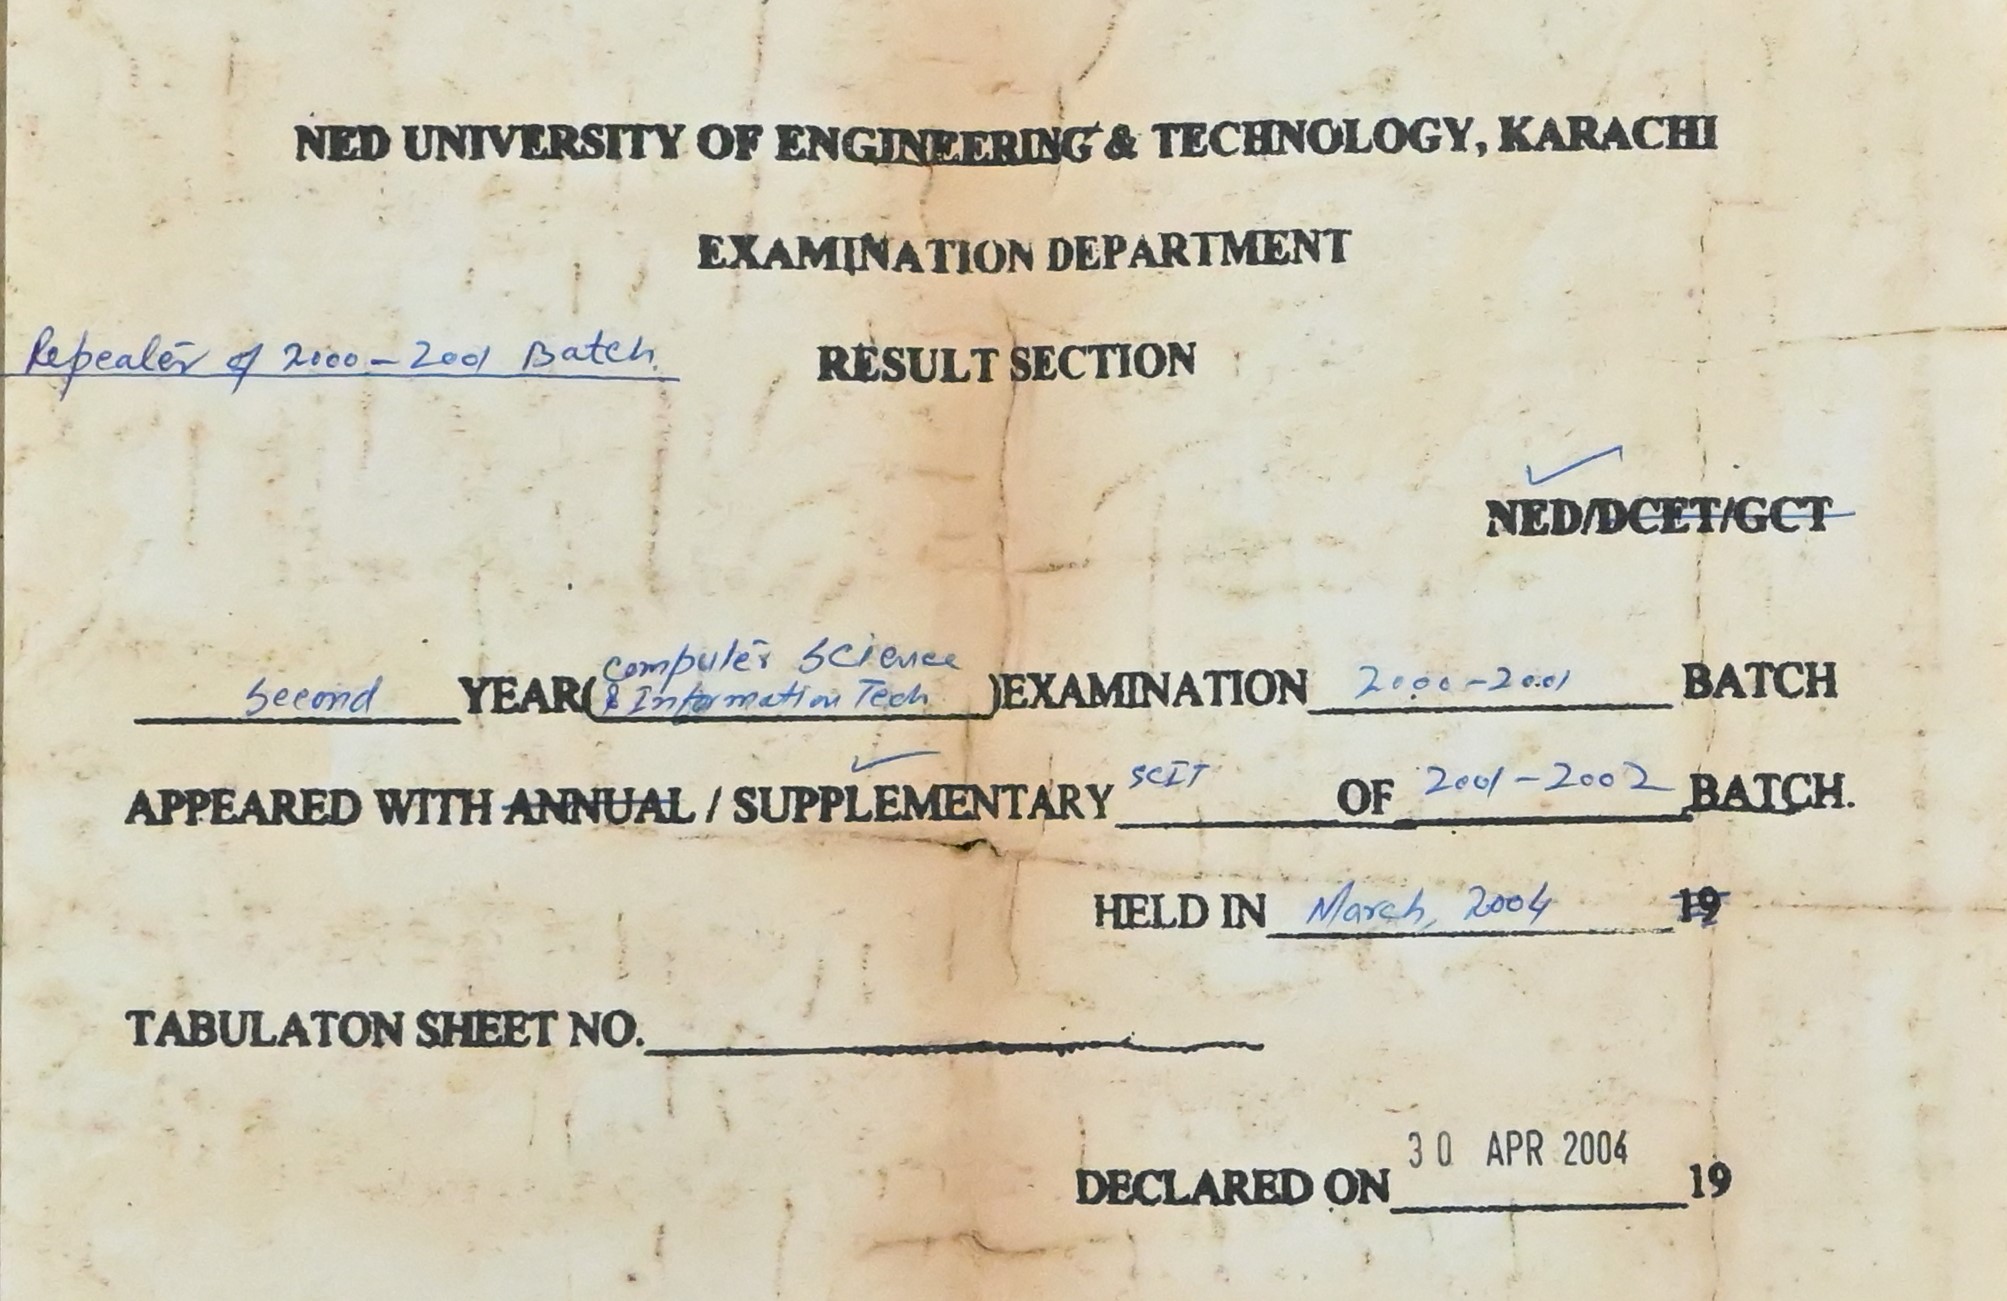 NED UNIVERSITY OF ENGINEERING & TECHNOLOGY, KARACHI
EXAMINATION DEPARTMENT
Repeater of 2000-2001 Batch.
RESULT SECTION
NED/DCET/GCT
Second YEAR(Computer Science & Information Tech)EXAMINATION 2000-2001 BATCH
APPEARED WITH ANNUAL / SUPPLEMENTARY SCIT OF 2001-2002 BATCH.
HELD IN March, 2004 19
TABULATON SHEET NO.
30 APR 2004
DECLARED ON 19